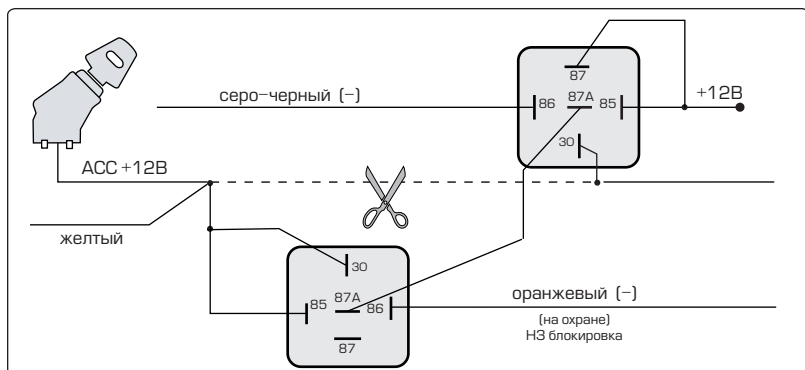 87
серо-черный (-)
86
87А
85
+12В
30
АСС +12В
желтый
30
85
87А
86
оранжевый (-)
(на охране)
НЗ блокировка
87